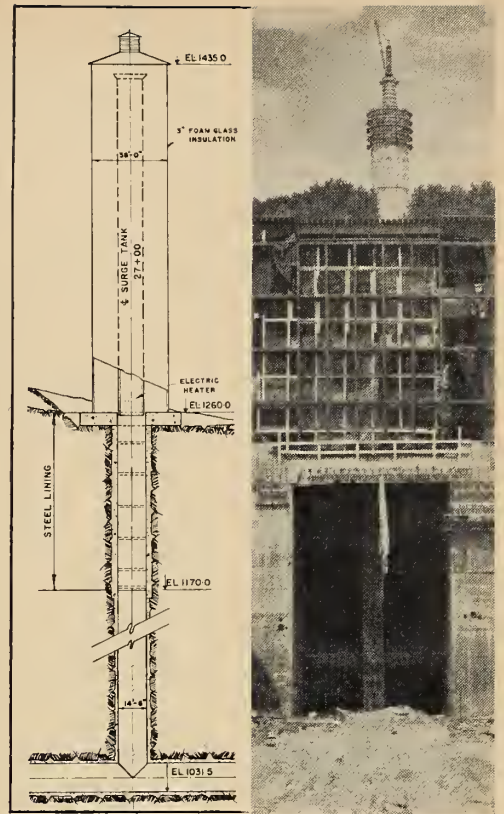 EL. 1435.0
3" FOAM GLASS
INSULATION
38'-0"
℄ SURGE TANK
27+00
ELECTRIC
HEATER
EL. 1260.0
STEEL LINING
EL. 1170.0
14'-6"
EL. 1031.5